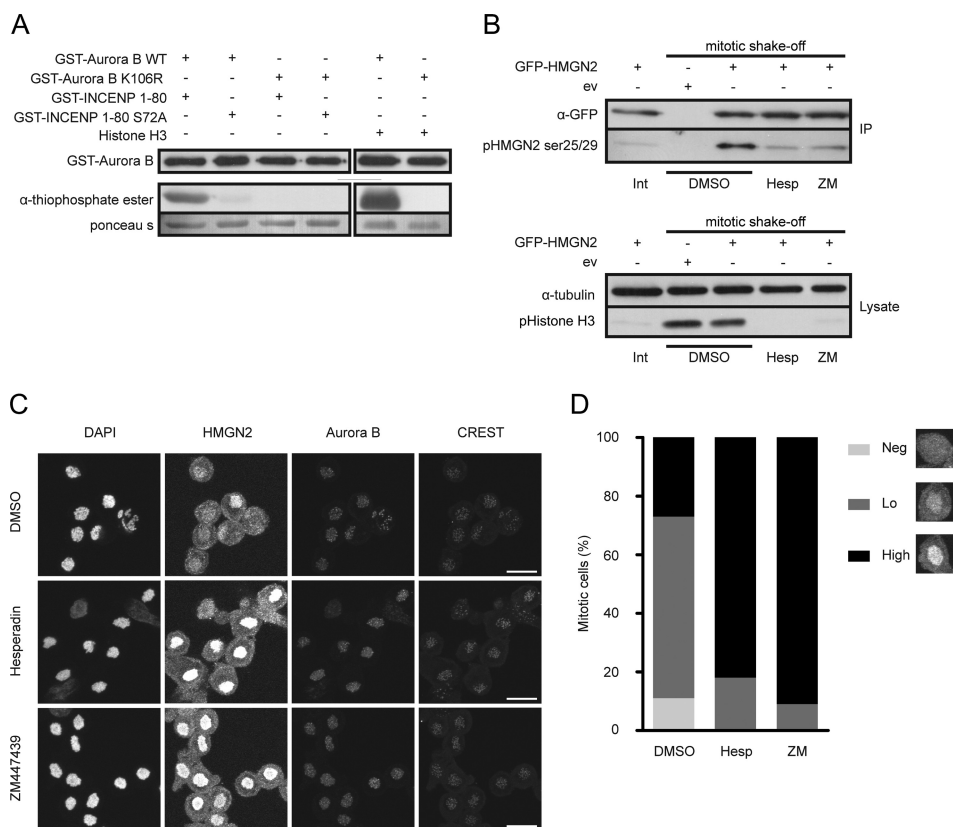 A
GST-Aurora B WT + + - - + -
GST-Aurora B K106R - - + + - +
GST-INCENP 1-80 + - + - - -
GST-INCENP 1-80 S72A - + - + - -
Histone H3 - - - - + +
GST-Aurora B
α-thiophosphate ester
ponceau s
B
mitotic shake-off
GFP-HMGN2 + - + + +
ev - + - - -
α-GFP
pHMGN2 ser25/29
IP
Int DMSO Hesp ZM
mitotic shake-off
GFP-HMGN2 + - + + +
ev - + - - -
α-tubulin
pHistone H3
Lysate
Int DMSO Hesp ZM
C
DAPI HMGN2 Aurora B CREST
DMSO
Hesperadin
ZM447439
D
100
80
60
40
20
0
Mitotic cells (%)
DMSO Hesp ZM
Neg
Lo
High